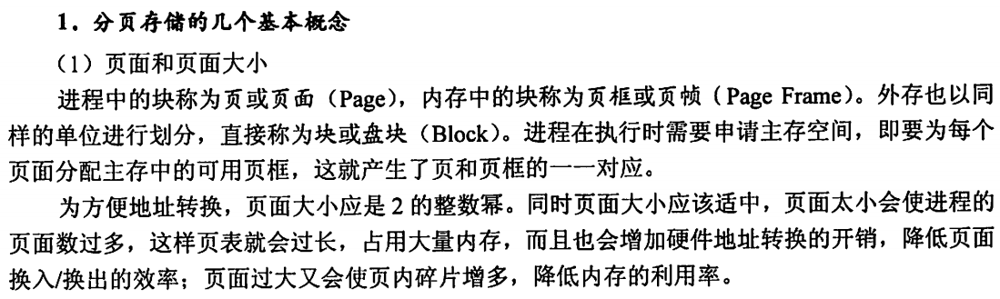 1．分页存储的几个基本概念
（1）页面和页面大小
进程中的块称为页或页面（Page），内存中的块称为页框或页帧（Page Frame）。外存也以同
样的单位进行划分，直接称为块或盘块（Block）。进程在执行时需要申请主存空间，即要为每个
页面分配主存中的可用页框，这就产生了页和页框的一一对应。
为方便地址转换，页面大小应是 2 的整数幂。同时页面大小应该适中，页面太小会使进程的
页面数过多，这样页表就会过长，占用大量内存，而且也会增加硬件地址转换的开销，降低页面
换入/换出的效率；页面过大又会使页内碎片增多，降低内存的利用率。